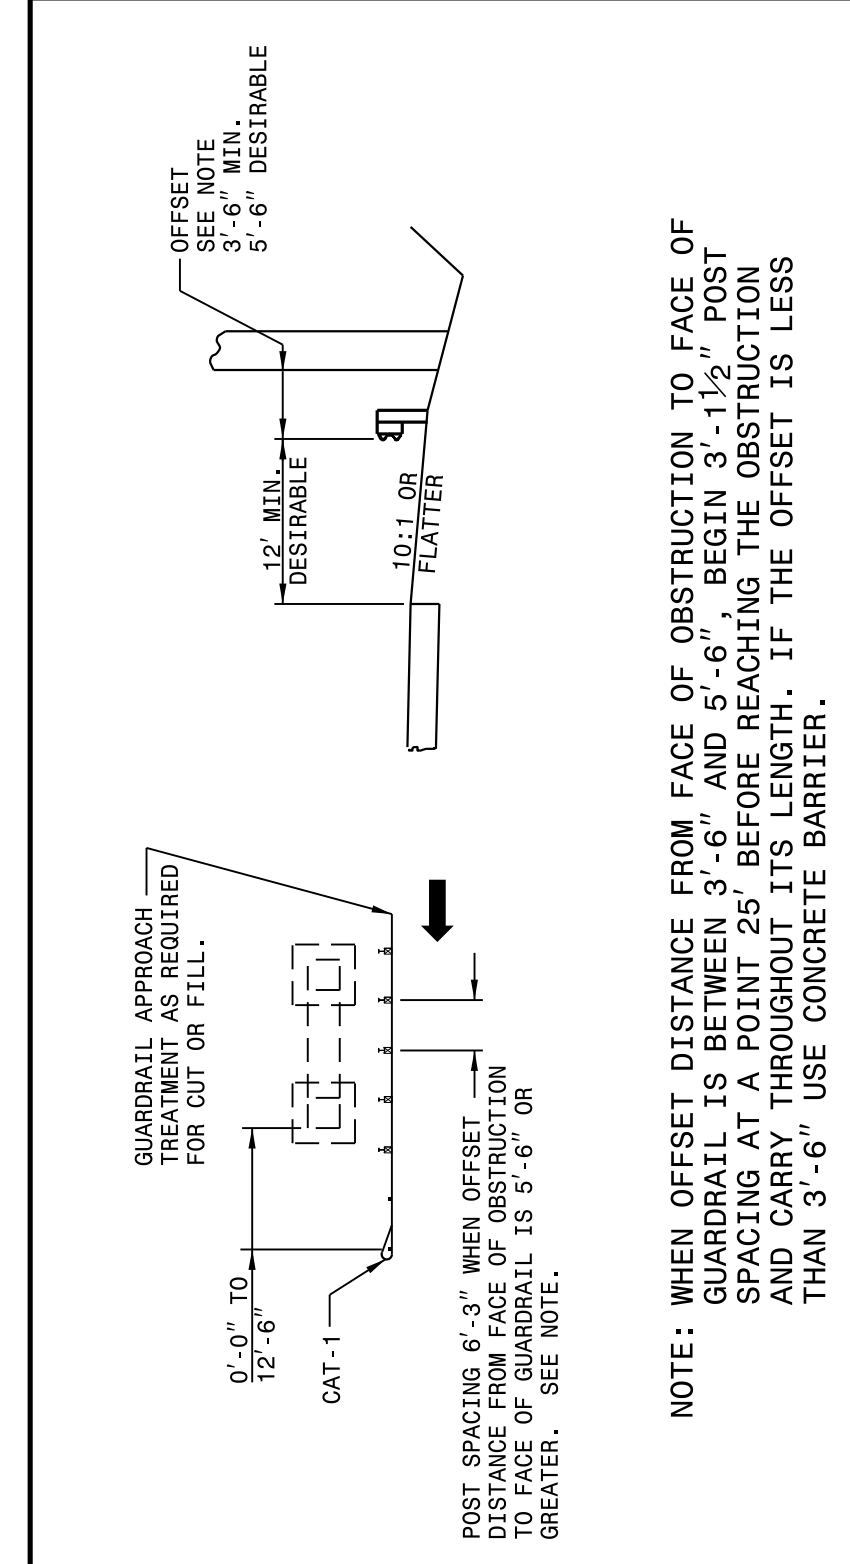 GUARDRAIL APPROACH
TREATMENT AS REQUIRED
FOR CUT OR FILL.
0'-0" TO
12'-6"
CAT-1
POST SPACING 6'-3" WHEN OFFSET
DISTANCE FROM FACE OF OBSTRUCTION
TO FACE OF GUARDRAIL IS 5'-6" OR
GREATER. SEE NOTE.
OFFSET
SEE NOTE
3'-6" MIN.
5'-6" DESIRABLE
12' MIN.
DESIRABLE
10:1 OR
FLATTER
NOTE: WHEN OFFSET DISTANCE FROM FACE OF OBSTRUCTION TO FACE OF
GUARDRAIL IS BETWEEN 3'-6" AND 5'-6", BEGIN 3'-1½" POST
SPACING AT A POINT 25' BEFORE REACHING THE OBSTRUCTION
AND CARRY THROUGHOUT ITS LENGTH. IF THE OFFSET IS LESS
THAN 3'-6" USE CONCRETE BARRIER.